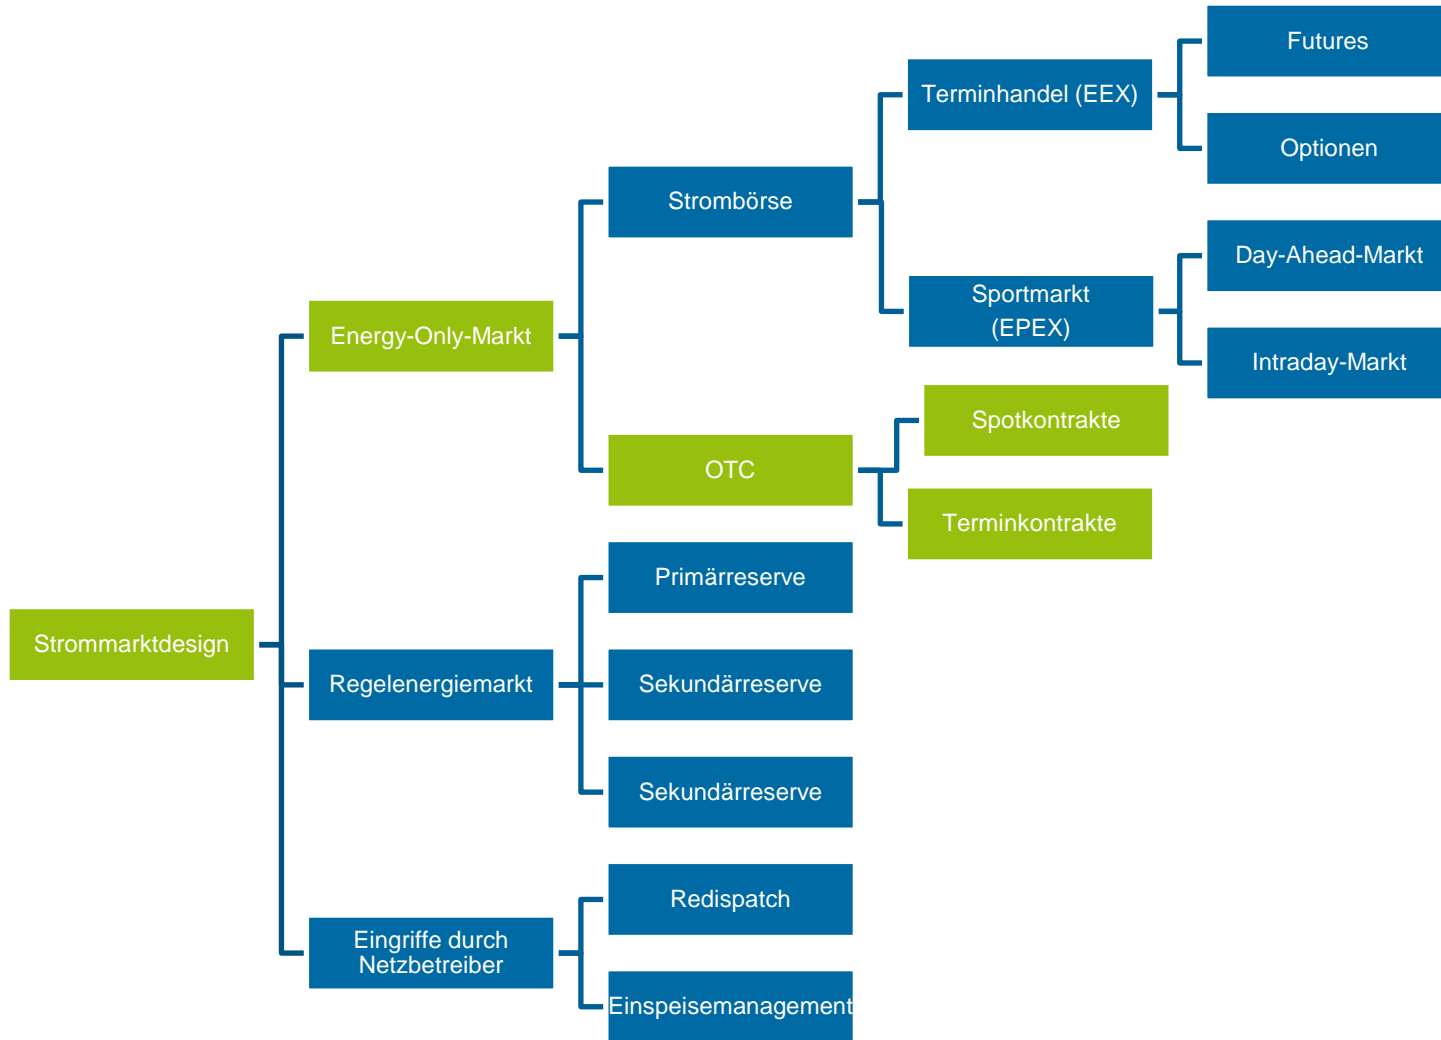 Futures
Terminhandel (EEX)
Optionen
Strombörse
Day-Ahead-Markt
Sportmarkt
(EPEX)
Energy-Only-Markt
Intraday-Markt
Spotkontrakte
OTC
Terminkontrakte
Primärreserve
Strommarktdesign
Regelenergiemarkt
Sekundärreserve
Sekundärreserve
Redispatch
Eingriffe durch
Netzbetreiber
Einspeisemanagement